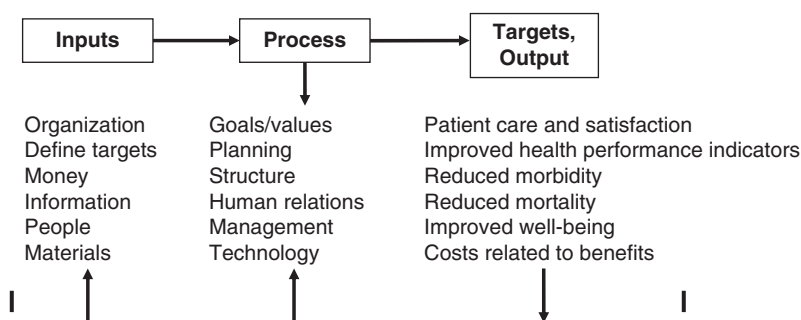 Inputs
Process
Targets,
Output
Organization
Define targets
Money
Information
People
Materials
Goals/values
Planning
Structure
Human relations
Management
Technology
Patient care and satisfaction
Improved health performance indicators
Reduced morbidity
Reduced mortality
Improved well-being
Costs related to benefits